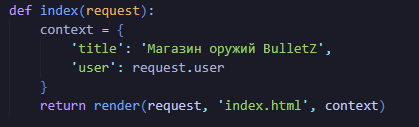 def index(request):
    context = {
        'title': 'Магазин оружий BulletZ',
        'user': request.user
    }
    return render(request, 'index.html', context)